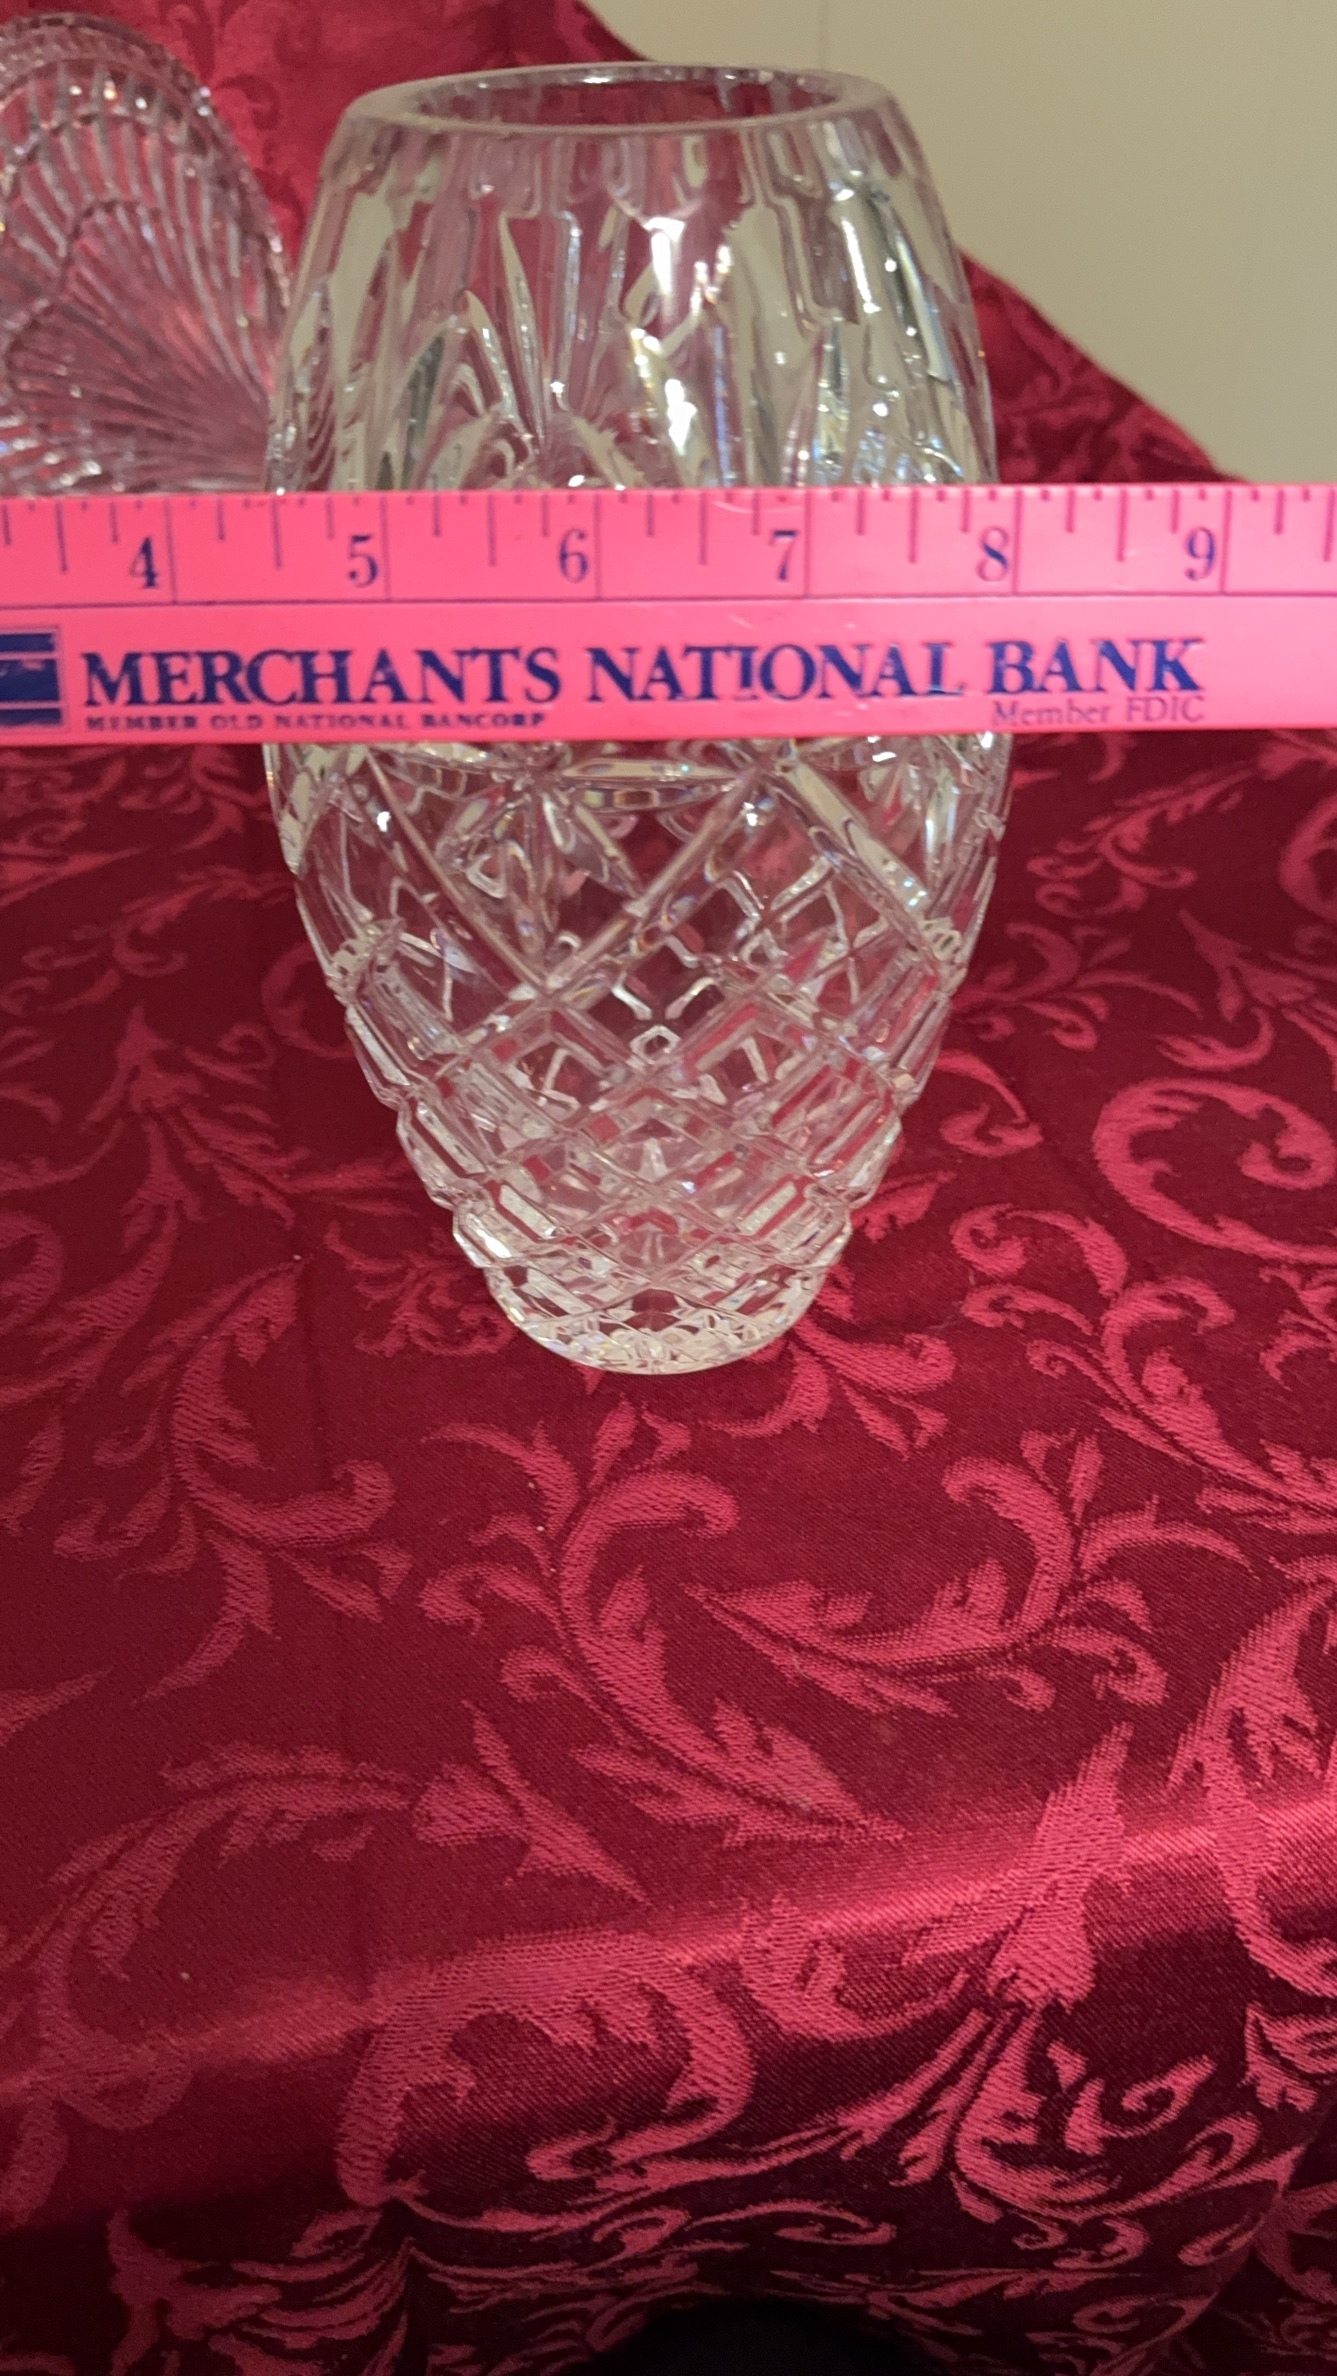 4 5 6 7 8 9
MERCHANTS NATIONAL BANK
MEMBER OLD NATIONAL BANCORP Member FDIC